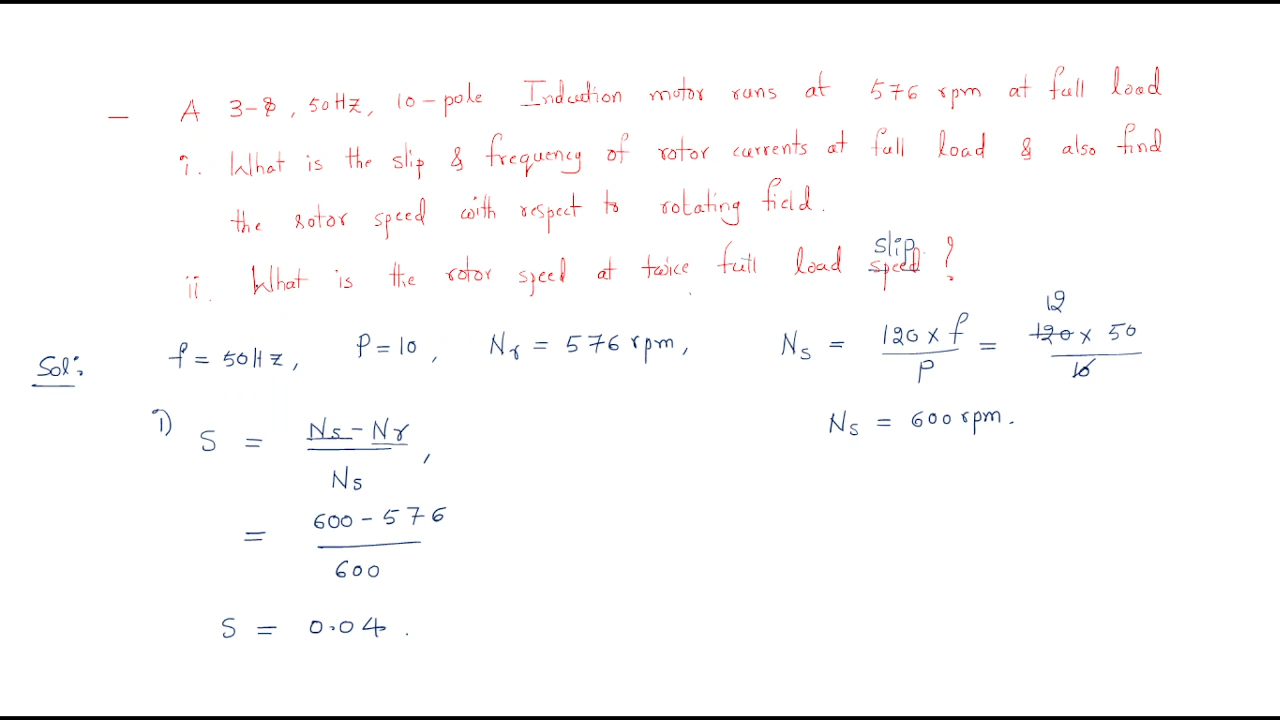 — A 3-φ, 50Hz, 10-pole Induction motor runs at 576 rpm at full load
i. What is the slip & frequency of rotor currents at full load & also find
the rotor speed with respect to rotating field.
slip
ii. What is the rotor speed at twice full load speed ?
Sol: f = 50Hz, P = 10, Nr = 576 rpm, Ns = 120 x f / P = 120 x 50 / 10
12
i) S = Ns - Nr / Ns , Ns = 600 rpm.
= 600 - 576 / 600
S = 0.04 .